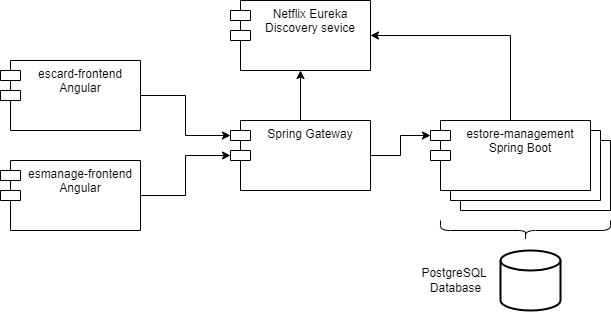 Netflix Eureka
Discovery sevice
escard-frontend
Angular
Spring Gateway
estore-management
Spring Boot
esmanage-frontend
Angular
PostgreSQL
Database